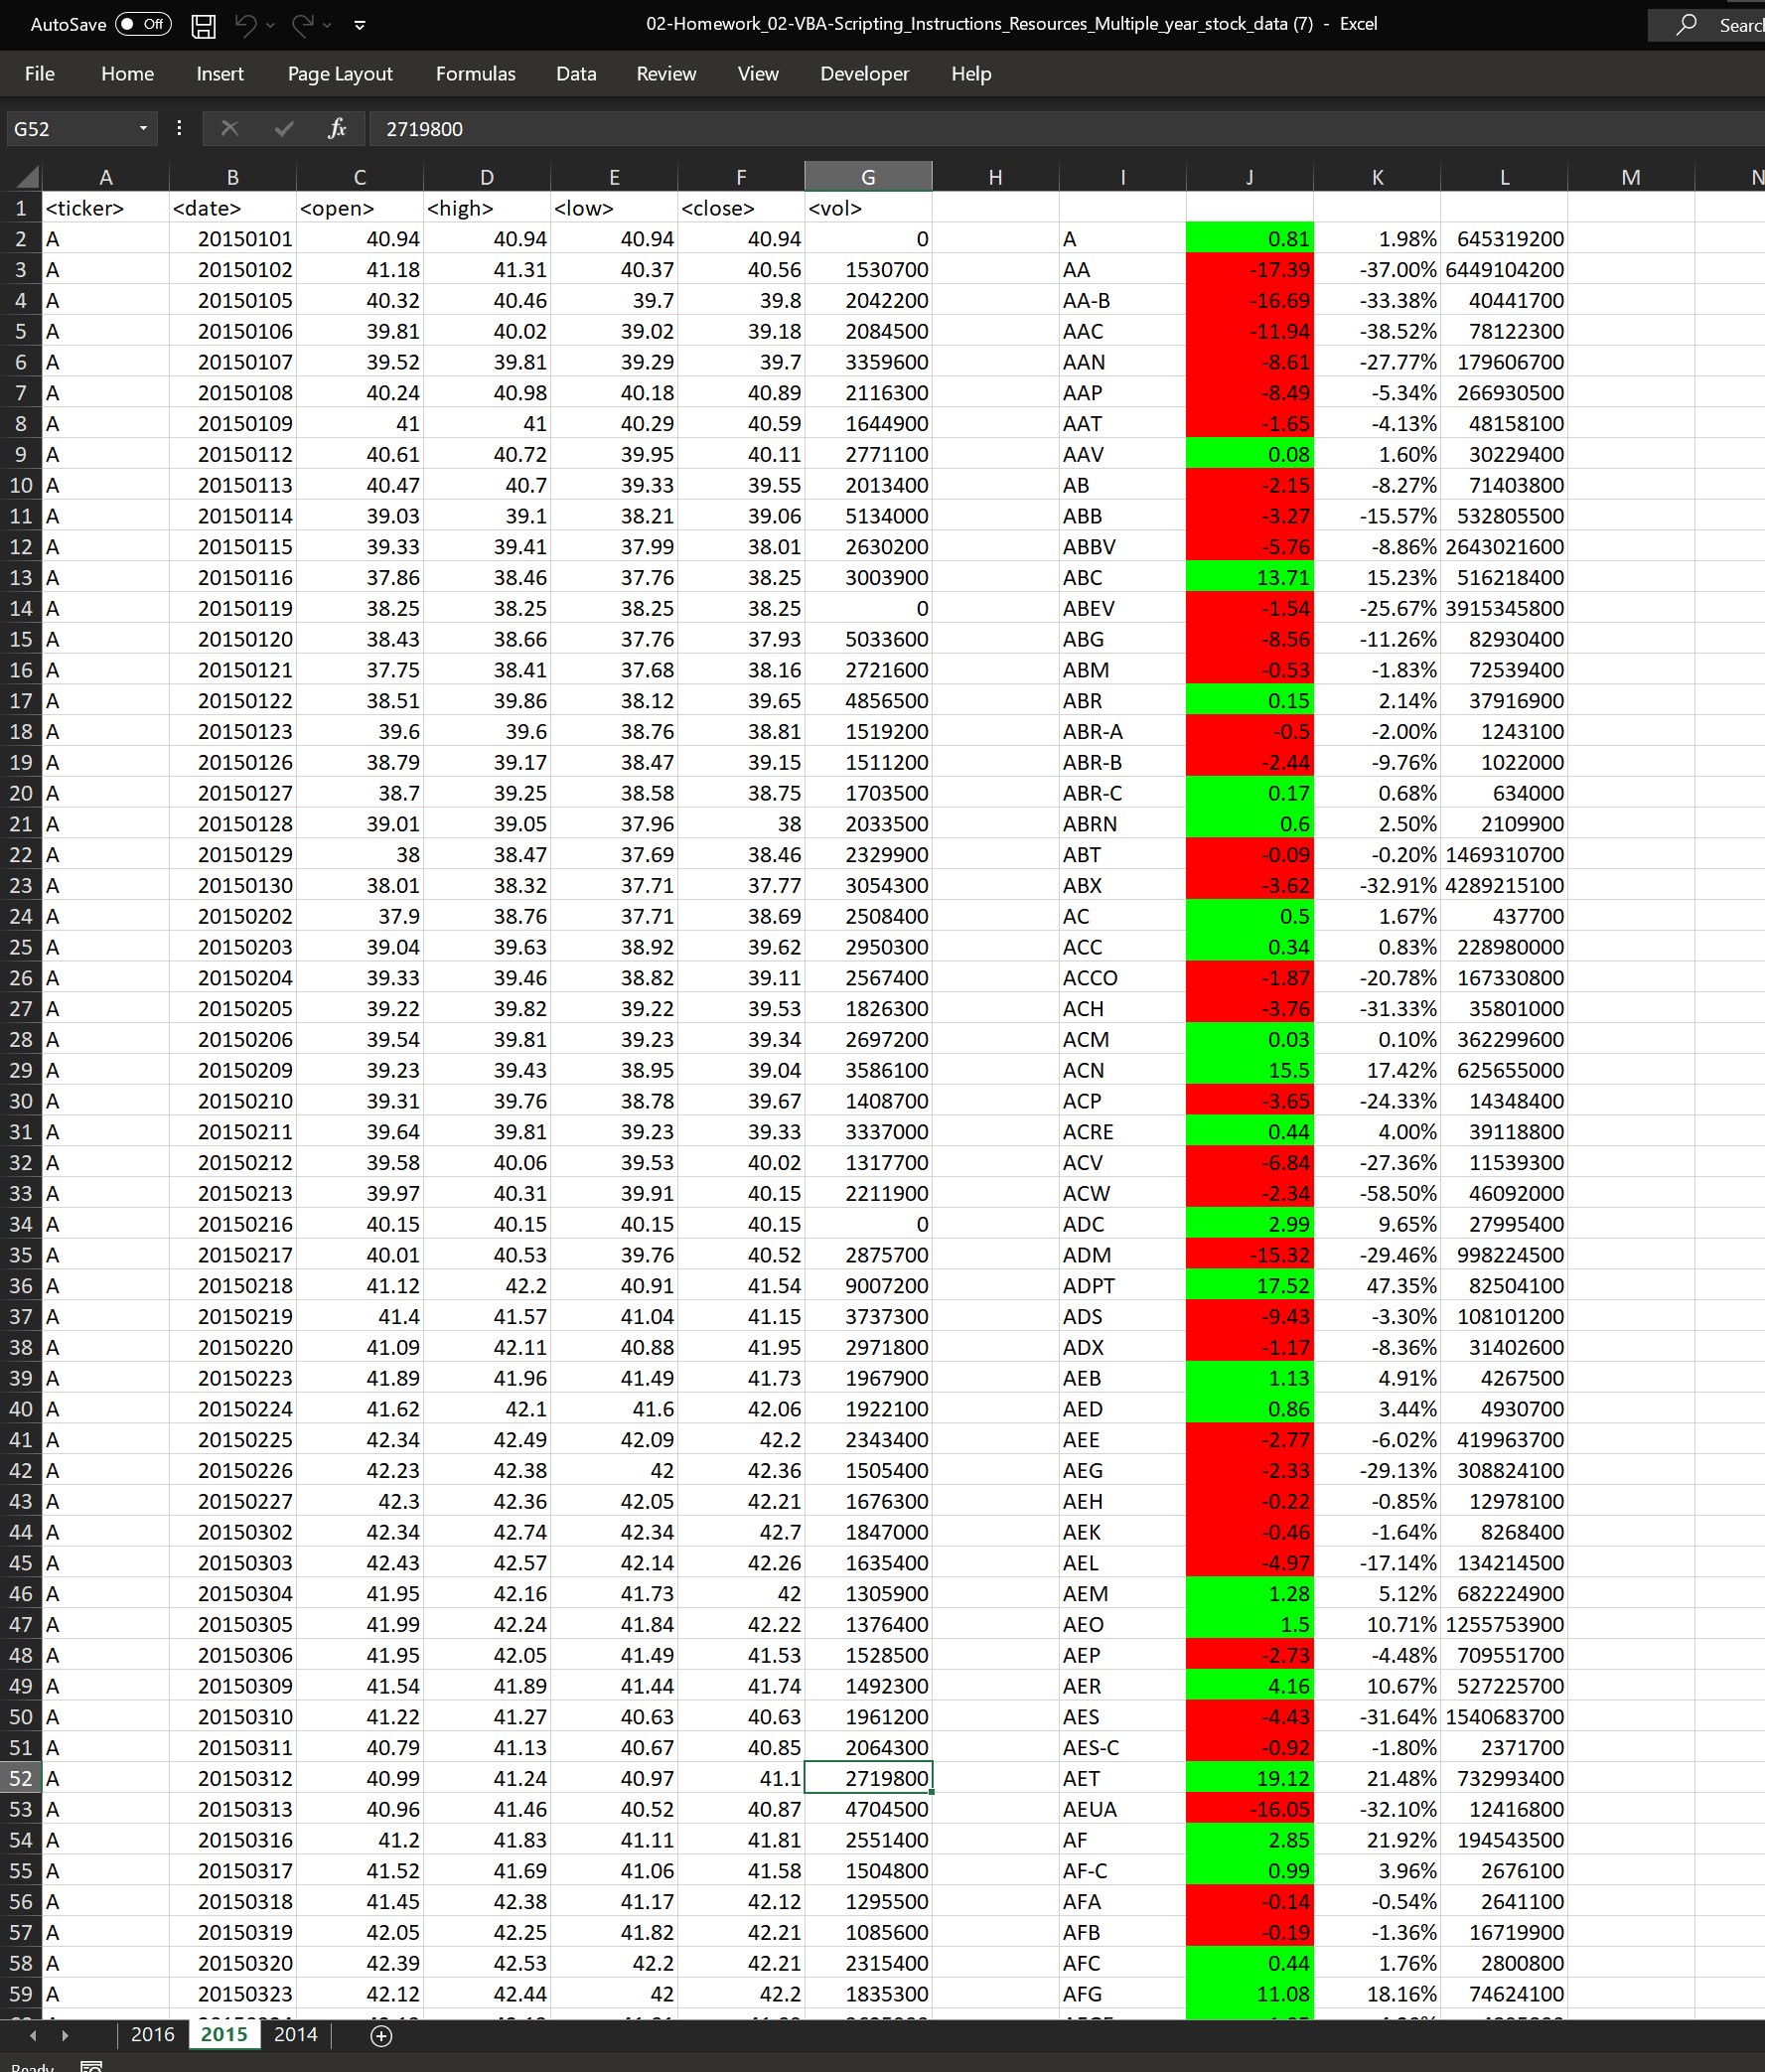 AutoSave Off 02-Homework_02-VBA-Scripting_Instructions_Resources_Multiple_year_stock_data (7) - Excel
File Home Insert Page Layout Formulas Data Review View Developer Help
G52 fx 2719800
A B C D E F G H I J K L M N
1 <ticker> <date> <open> <high> <low> <close> <vol>
2 A 20150101 40.94 40.94 40.94 40.94 0 A 0.81 1.98% 645319200
3 A 20150102 41.18 41.31 40.37 40.56 1530700 AA -17.39 -37.00% 6449104200
4 A 20150105 40.32 40.46 39.7 39.8 2042200 AA-B -16.69 -33.38% 40441700
5 A 20150106 39.81 40.02 39.02 39.18 2084500 AAC -11.94 -38.52% 78122300
6 A 20150107 39.52 39.81 39.29 39.7 3359600 AAN -8.61 -27.77% 179606700
7 A 20150108 40.24 40.98 40.18 40.89 2116300 AAP -8.49 -5.34% 266930500
8 A 20150109 41 41 40.29 40.59 1644900 AAT -1.65 -4.13% 48158100
9 A 20150112 40.61 40.72 39.95 40.11 2771100 AAV 0.08 1.60% 30229400
10 A 20150113 40.47 40.7 39.33 39.55 2013400 AB -2.15 -8.27% 71403800
11 A 20150114 39.03 39.1 38.21 39.06 5134000 ABB -3.27 -15.57% 532805500
12 A 20150115 39.33 39.41 37.99 38.01 2630200 ABBV -5.76 -8.86% 2643021600
13 A 20150116 37.86 38.46 37.76 38.25 3003900 ABC 13.71 15.23% 516218400
14 A 20150119 38.25 38.25 38.25 38.25 0 ABEV -1.54 -25.67% 3915345800
15 A 20150120 38.43 38.66 37.76 37.93 5033600 ABG -8.56 -11.26% 82930400
16 A 20150121 37.75 38.41 37.68 38.16 2721600 ABM -0.53 -1.83% 72539400
17 A 20150122 38.51 39.86 38.12 39.65 4856500 ABR 0.15 2.14% 37916900
18 A 20150123 39.6 39.6 38.76 38.81 1519200 ABR-A -0.5 -2.00% 1243100
19 A 20150126 38.79 39.17 38.47 39.15 1511200 ABR-B -2.44 -9.76% 1022000
20 A 20150127 38.7 39.25 38.58 38.75 1703500 ABR-C 0.17 0.68% 634000
21 A 20150128 39.01 39.05 37.96 38 2033500 ABRN 0.6 2.50% 2109900
22 A 20150129 38 38.47 37.69 38.46 2329900 ABT -0.09 -0.20% 1469310700
23 A 20150130 38.01 38.32 37.71 37.77 3054300 ABX -3.62 -32.91% 4289215100
24 A 20150202 37.9 38.76 37.71 38.69 2508400 AC 0.5 1.67% 437700
25 A 20150203 39.04 39.63 38.92 39.62 2950300 ACC 0.34 0.83% 228980000
26 A 20150204 39.33 39.46 38.82 39.11 2567400 ACCO -1.87 -20.78% 167330800
27 A 20150205 39.22 39.82 39.22 39.53 1826300 ACH -3.76 -31.33% 35801000
28 A 20150206 39.54 39.81 39.23 39.34 2697200 ACM 0.03 0.10% 362299600
29 A 20150209 39.23 39.43 38.95 39.04 3586100 ACN 15.5 17.42% 625655000
30 A 20150210 39.31 39.76 38.78 39.67 1408700 ACP -3.65 -24.33% 14348400
31 A 20150211 39.64 39.81 39.23 39.33 3337000 ACRE 0.44 4.00% 39118800
32 A 20150212 39.58 40.06 39.53 40.02 1317700 ACV -6.84 -27.36% 11539300
33 A 20150213 39.97 40.31 39.91 40.15 2211900 ACW -2.34 -58.50% 46092000
34 A 20150216 40.15 40.15 40.15 40.15 0 ADC 2.99 9.65% 27995400
35 A 20150217 40.01 40.53 39.76 40.52 2875700 ADM -15.32 -29.46% 998224500
36 A 20150218 41.12 42.2 40.91 41.54 9007200 ADPT 17.52 47.35% 82504100
37 A 20150219 41.4 41.57 41.04 41.15 3737300 ADS -9.43 -3.30% 108101200
38 A 20150220 41.09 42.11 40.88 41.95 2971800 ADX -1.17 -8.36% 31402600
39 A 20150223 41.89 41.96 41.49 41.73 1967900 AEB 1.13 4.91% 4267500
40 A 20150224 41.62 42.1 41.6 42.06 1922100 AED 0.86 3.44% 4930700
41 A 20150225 42.34 42.49 42.09 42.2 2343400 AEE -2.77 -6.02% 419963700
42 A 20150226 42.23 42.38 42 42.36 1505400 AEG -2.33 -29.13% 308824100
43 A 20150227 42.3 42.36 42.05 42.21 1676300 AEH -0.22 -0.85% 12978100
44 A 20150302 42.34 42.74 42.34 42.7 1847000 AEK -0.46 -1.64% 8268400
45 A 20150303 42.43 42.57 42.14 42.26 1635400 AEL -4.97 -17.14% 134214500
46 A 20150304 41.95 42.16 41.73 42 1305900 AEM 1.28 5.12% 682224900
47 A 20150305 41.99 42.24 41.84 42.22 1376400 AEO 1.5 10.71% 1255753900
48 A 20150306 41.95 42.05 41.49 41.53 1528500 AEP -2.73 -4.48% 709551700
49 A 20150309 41.54 41.89 41.44 41.74 1492300 AER 4.16 10.67% 527225700
50 A 20150310 41.22 41.27 40.63 40.63 1961200 AES -4.43 -31.64% 1540683700
51 A 20150311 40.79 41.13 40.67 40.85 2064300 AES-C -0.92 -1.80% 2371700
52 A 20150312 40.99 41.24 40.97 41.1 2719800 AET 19.12 21.48% 732993400
53 A 20150313 40.96 41.46 40.52 40.87 4704500 AEUA -16.05 -32.10% 12416800
54 A 20150316 41.2 41.83 41.11 41.81 2551400 AF 2.85 21.92% 194543500
55 A 20150317 41.52 41.69 41.06 41.58 1504800 AF-C 0.99 3.96% 2676100
56 A 20150318 41.45 42.38 41.17 42.12 1295500 AFA -0.14 -0.54% 2641100
57 A 20150319 42.05 42.25 41.82 42.21 1085600 AFB -0.19 -1.36% 16719900
58 A 20150320 42.39 42.53 42.2 42.21 2315400 AFC 0.44 1.76% 2800800
59 A 20150323 42.12 42.44 42 42.2 1835300 AFG 11.08 18.16% 74624100
2016 2015 2014
Ready